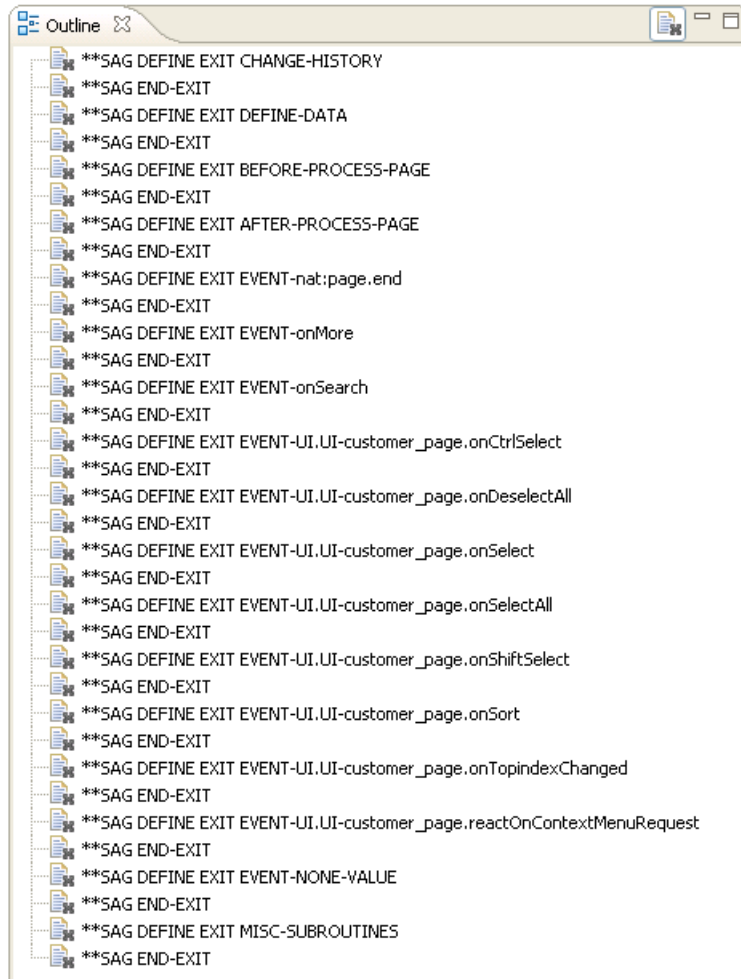 Outline
**SAG DEFINE EXIT CHANGE-HISTORY
**SAG END-EXIT
**SAG DEFINE EXIT DEFINE-DATA
**SAG END-EXIT
**SAG DEFINE EXIT BEFORE-PROCESS-PAGE
**SAG END-EXIT
**SAG DEFINE EXIT AFTER-PROCESS-PAGE
**SAG END-EXIT
**SAG DEFINE EXIT EVENT-nat:page.end
**SAG END-EXIT
**SAG DEFINE EXIT EVENT-onMore
**SAG END-EXIT
**SAG DEFINE EXIT EVENT-onSearch
**SAG END-EXIT
**SAG DEFINE EXIT EVENT-UI.UI-customer_page.onCtrlSelect
**SAG END-EXIT
**SAG DEFINE EXIT EVENT-UI.UI-customer_page.onDeselectAll
**SAG END-EXIT
**SAG DEFINE EXIT EVENT-UI.UI-customer_page.onSelect
**SAG END-EXIT
**SAG DEFINE EXIT EVENT-UI.UI-customer_page.onSelectAll
**SAG END-EXIT
**SAG DEFINE EXIT EVENT-UI.UI-customer_page.onShiftSelect
**SAG END-EXIT
**SAG DEFINE EXIT EVENT-UI.UI-customer_page.onSort
**SAG END-EXIT
**SAG DEFINE EXIT EVENT-UI.UI-customer_page.onTopindexChanged
**SAG END-EXIT
**SAG DEFINE EXIT EVENT-UI.UI-customer_page.reactOnContextMenuRequest
**SAG END-EXIT
**SAG DEFINE EXIT EVENT-NONE-VALUE
**SAG END-EXIT
**SAG DEFINE EXIT MISC-SUBROUTINES
**SAG END-EXIT